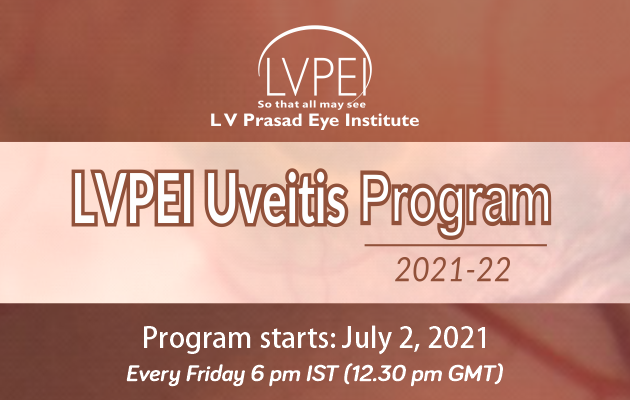 LVPEI
So that all may see
L V Prasad Eye Institute
LVPEI Uveitis Program
2021-22
Program starts: July 2, 2021
Every Friday 6 pm IST (12.30 pm GMT)